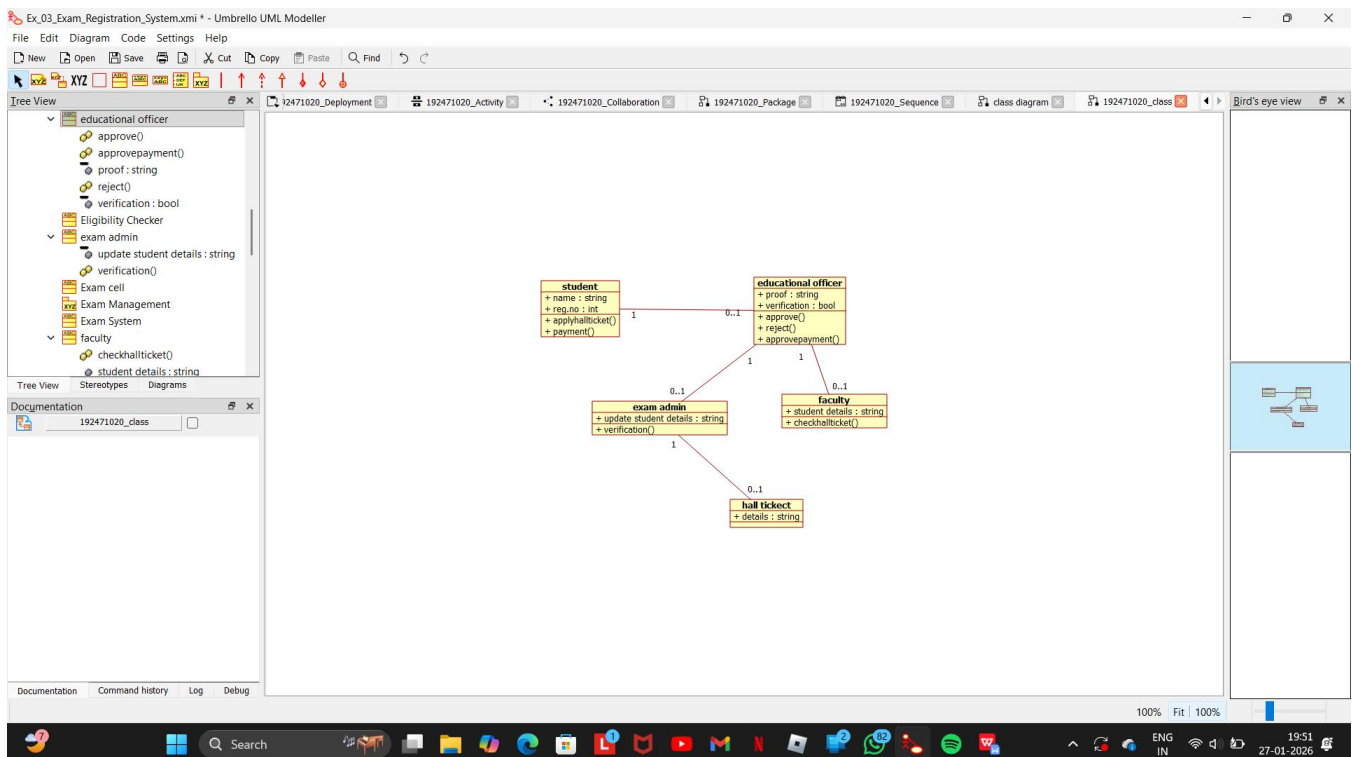 Ex_03_Exam_Registration_System.xmi * - Umbrello UML Modeller
File Edit Diagram Code Settings Help
New Open Save Cut Copy Paste Find
XYZ
Tree View
192471020_Deployment 192471020_Activity 192471020_Collaboration 192471020_Package 192471020_Sequence class diagram 192471020_class
Bird's eye view
educational officer
approve()
approvepayment()
proof : string
reject()
verification : bool
Eligibility Checker
exam admin
update student details : string
verification()
Exam cell
Exam Management
Exam System
faculty
checkhallticket()
student details : string
Tree View Stereotypes Diagrams
Documentation
192471020_class
Documentation Command history Log Debug
student
+ name : string
+ reg.no : int
+ applyhallticket()
+ payment()
1
0..1
educational officer
+ proof : string
+ verification : bool
+ approve()
+ reject()
+ approvepayment()
1
1
0..1
0..1
exam admin
+ update student details : string
+ verification()
faculty
+ student details : string
+ checkhallticket()
1
0..1
hall tickect
+ details : string
100% Fit 100%
7
Search
1
2
82
ENG
IN
19:51
27-01-2026